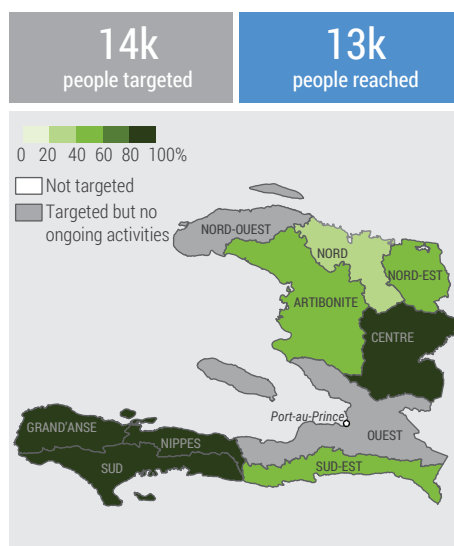 14k
people targeted
13k
people reached
0 20 40 60 80 100%
Not targeted
Targeted but no
ongoing activities
NORD-OUEST
NORD
NORD-EST
ARTIBONITE
CENTRE
Port-au-Prince
OUEST
GRAND'ANSE
NIPPES
SUD
SUD-EST